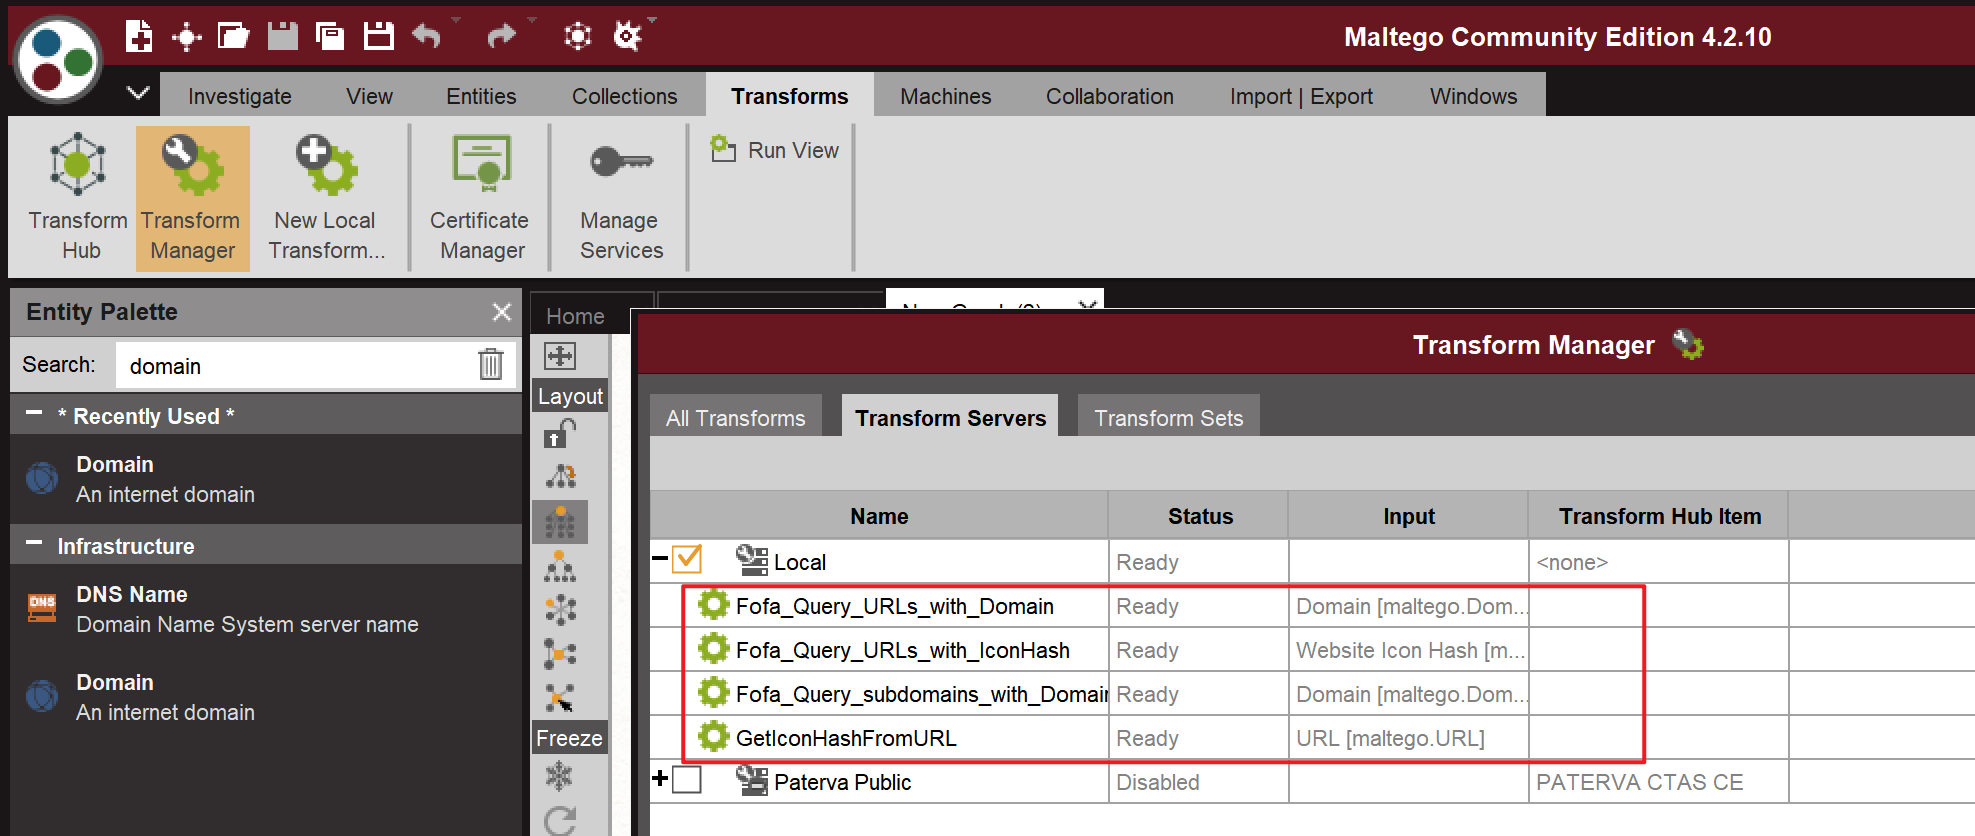 Maltego Community Edition 4.2.10
Investigate View Entities Collections Transforms Machines Collaboration Import | Export Windows
Transform Hub
Transform Manager
New Local Transform...
Certificate Manager
Manage Services
Run View
Entity Palette
Search: domain
* Recently Used *
Domain
An internet domain
Infrastructure
DNS
DNS Name
Domain Name System server name
Domain
An internet domain
Home
Layout
Freeze
Transform Manager
All Transforms Transform Servers Transform Sets
Name Status Input Transform Hub Item
Local Ready <none>
Fofa_Query_URLs_with_Domain Ready Domain [maltego.Dom...
Fofa_Query_URLs_with_IconHash Ready Website Icon Hash [m...
Fofa_Query_subdomains_with_Domain Ready Domain [maltego.Dom...
GetIconHashFromURL Ready URL [maltego.URL]
Paterva Public Disabled PATERVA CTAS CE